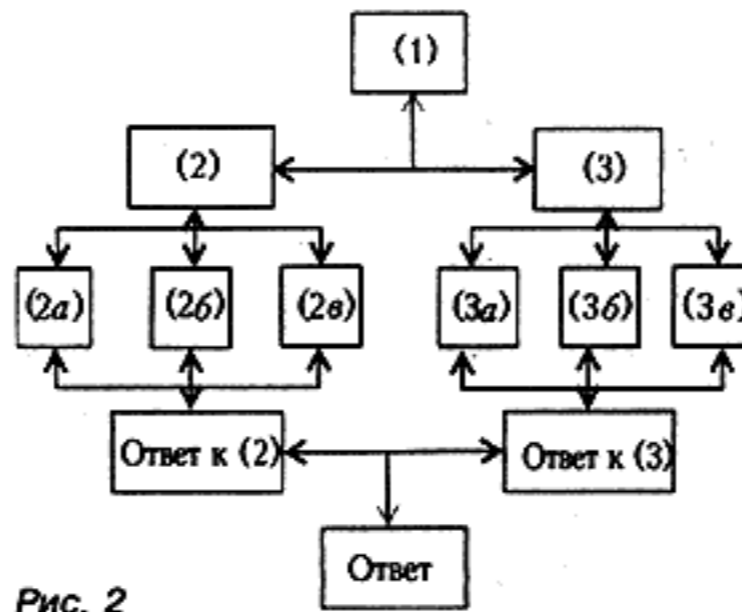 (1)
(2) (3)
(2а) (2б) (2в) (3а) (3б) (3в)
Ответ к (2) Ответ к (3)
Ответ
Рис. 2